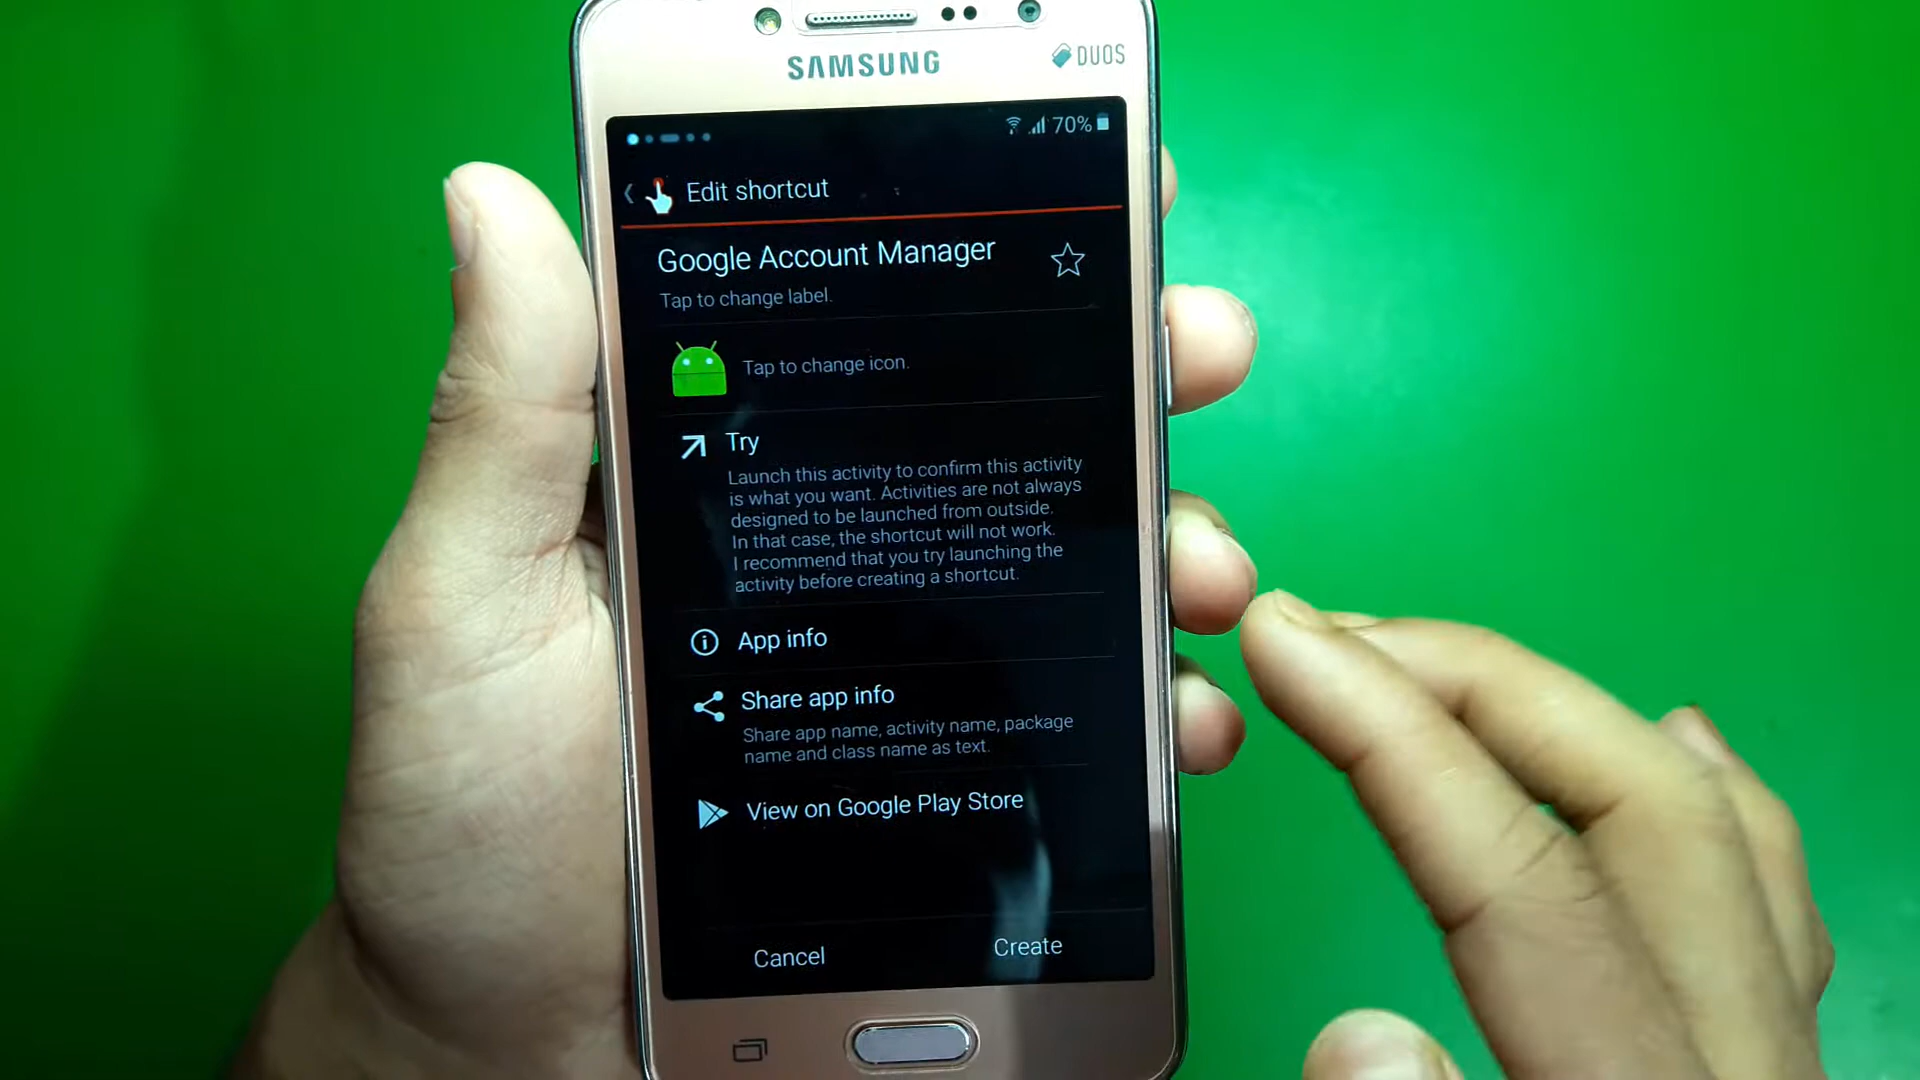 SAMSUNG
DUOS
70%
Edit shortcut
Google Account Manager
Tap to change label.
Tap to change icon.
Try
Launch this activity to confirm this activity
is what you want. Activities are not always
designed to be launched from outside.
In that case, the shortcut will not work.
I recommend that you try launching the
activity before creating a shortcut.
App info
Share app info
Share app name, activity name, package
name and class name as text.
View on Google Play Store
Cancel
Create